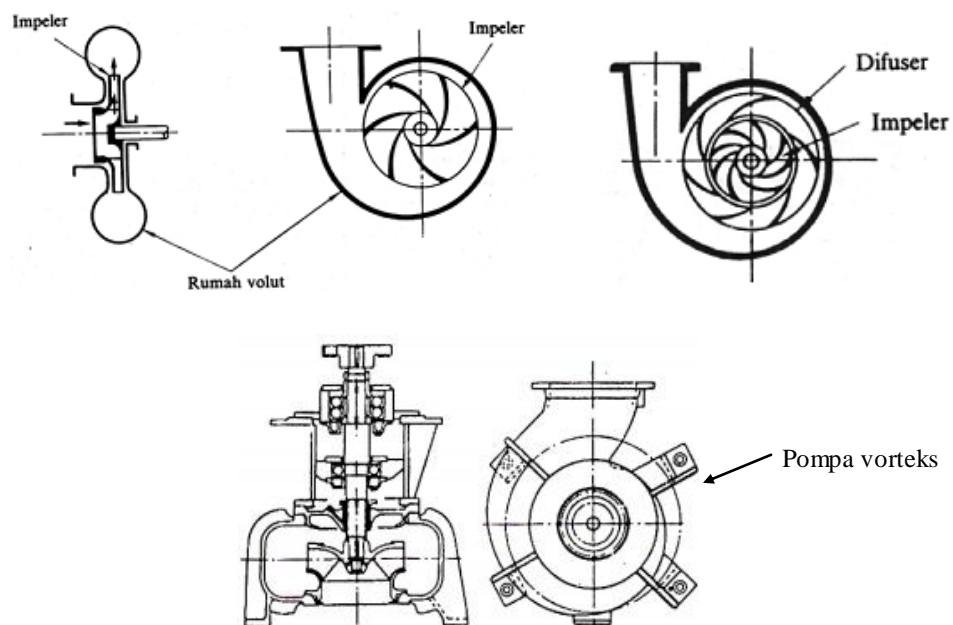 Impeler
Impeler
Rumah volut
Difuser
Impeler
Pompa vorteks